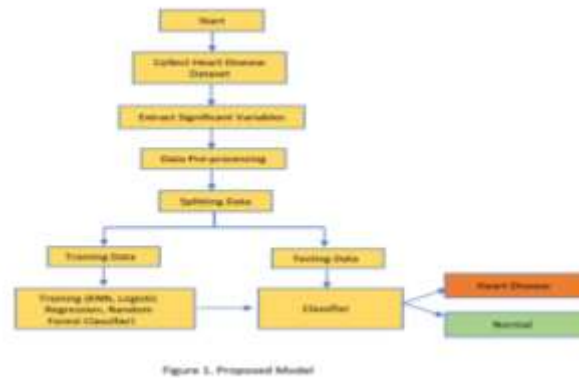 Start
Collect Heart Disease
Dataset
Extract Significant Variables
Data Pre-processing
Splitting Data
Training Data
Testing Data
Training (KNN, Logistic
Regression, Random
Forest Classifier)
Classifier
Heart Disease
Normal
Figure 1. Proposed Model